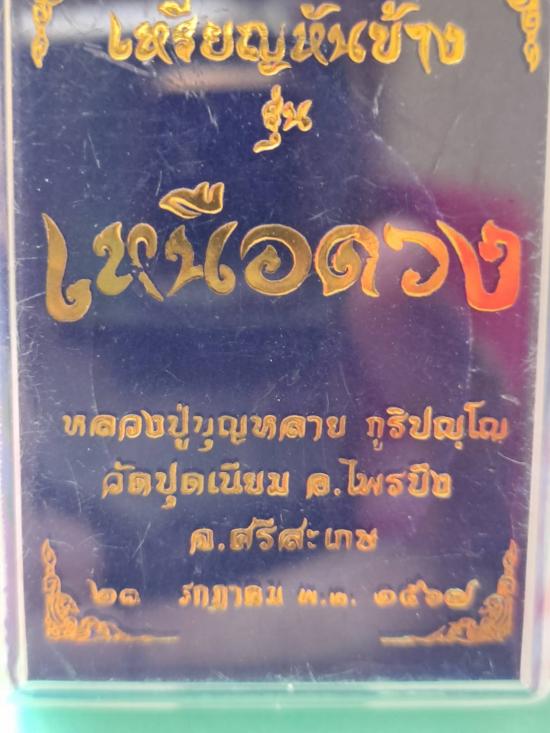 เหรียญหันข้าง
รุ่น
เหนือดวง
หลวงปู่บุญหลาย ภูริปญฺโญ
วัดปุดเนียม อ.ไพรบึง
จ.ศรีสะเกษ
๒๑ รกฎาคม พ.ศ. ๒๕๖๗